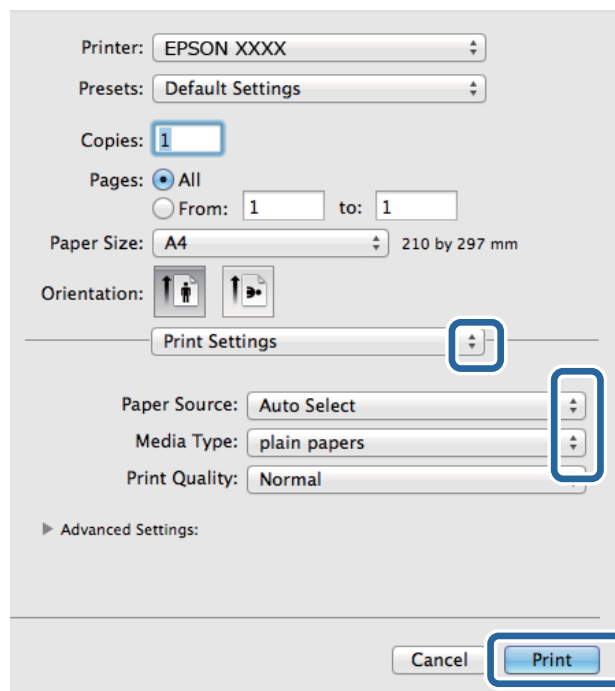 Printer: EPSON XXXX
Presets: Default Settings
Copies: 1
Pages: All
From: 1 to: 1
Paper Size: A4 210 by 297 mm
Orientation:
Print Settings
Paper Source: Auto Select
Media Type: plain papers
Print Quality: Normal
Advanced Settings:
Cancel Print